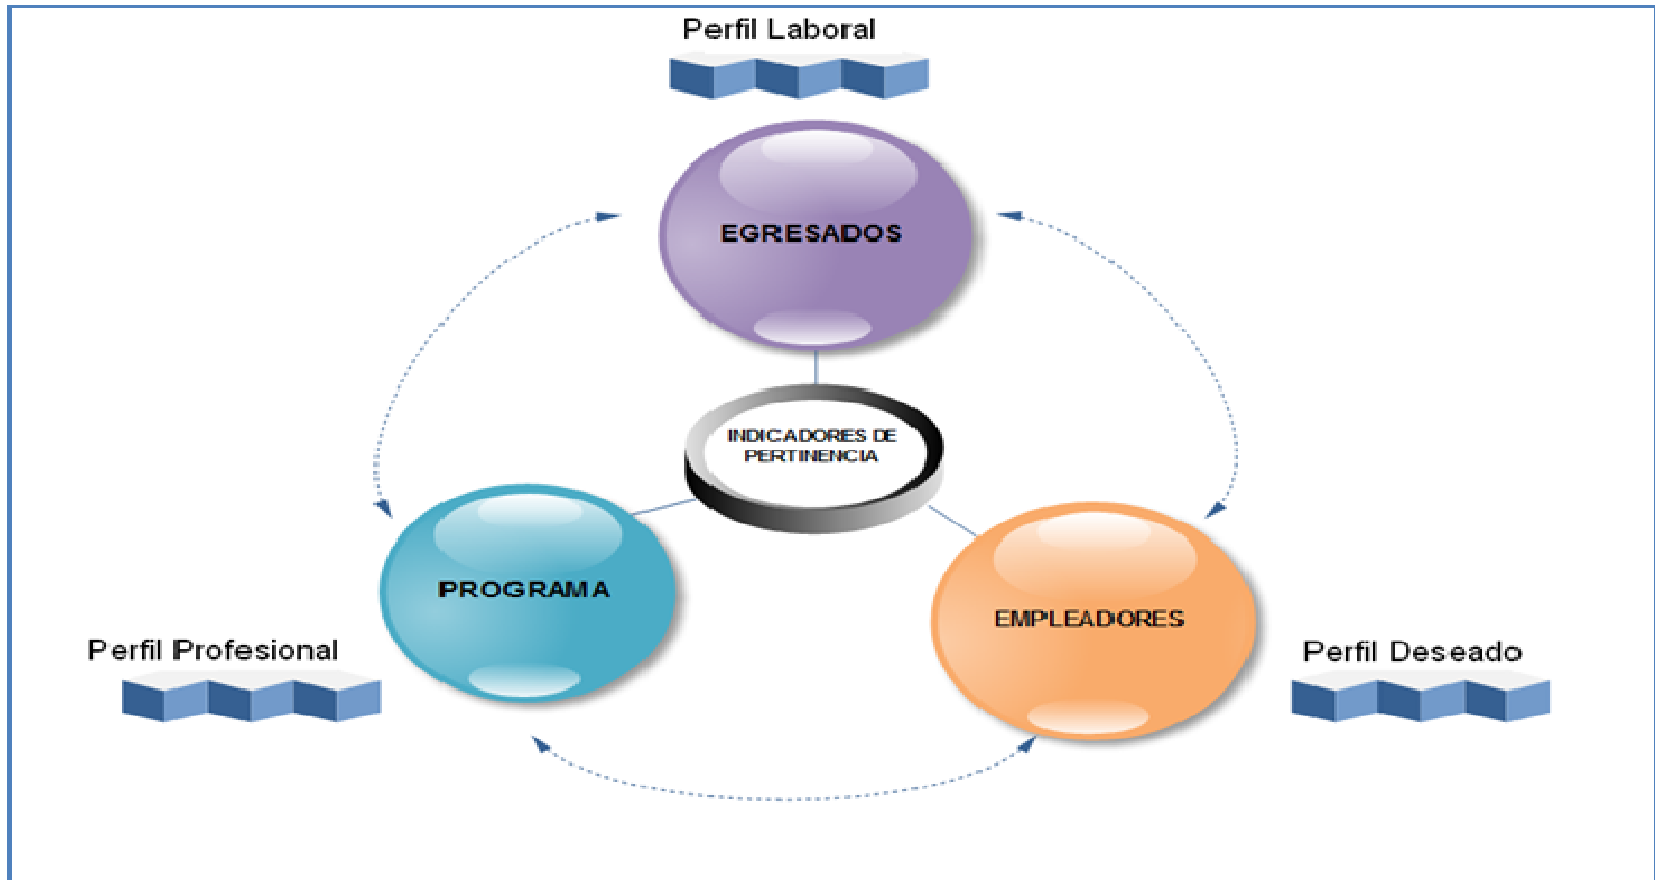 Perfil Laboral
EGRESADOS
INDICADORES DE
PERTINENCIA
PROGRAMA
EMPLEADORES
Perfil Profesional
Perfil Deseado